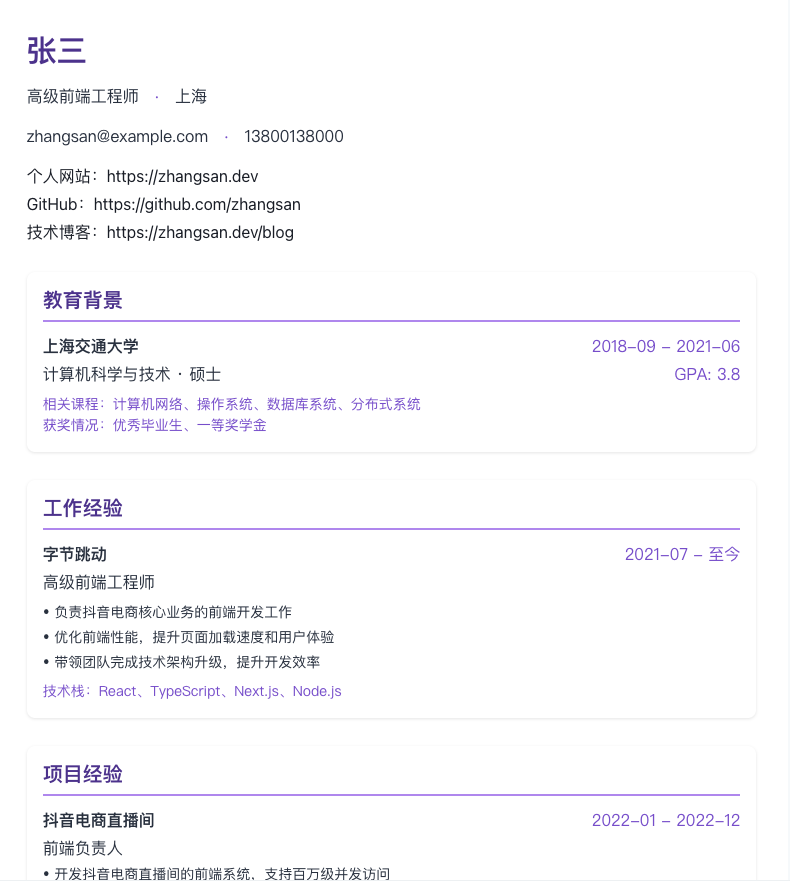 张三
高级前端工程师 · 上海
zhangsan@example.com · 13800138000
个人网站：https://zhangsan.dev
GitHub：https://github.com/zhangsan
技术博客：https://zhangsan.dev/blog
教育背景
上海交通大学 2018-09 - 2021-06
计算机科学与技术 · 硕士 GPA: 3.8
相关课程：计算机网络、操作系统、数据库系统、分布式系统
获奖情况：优秀毕业生、一等奖学金
工作经验
字节跳动 2021-07 - 至今
高级前端工程师
• 负责抖音电商核心业务的前端开发工作
• 优化前端性能，提升页面加载速度和用户体验
• 带领团队完成技术架构升级，提升开发效率
技术栈：React、TypeScript、Next.js、Node.js
项目经验
抖音电商直播间 2022-01 - 2022-12
前端负责人
• 开发抖音电商直播间的前端系统，支持百万级并发访问